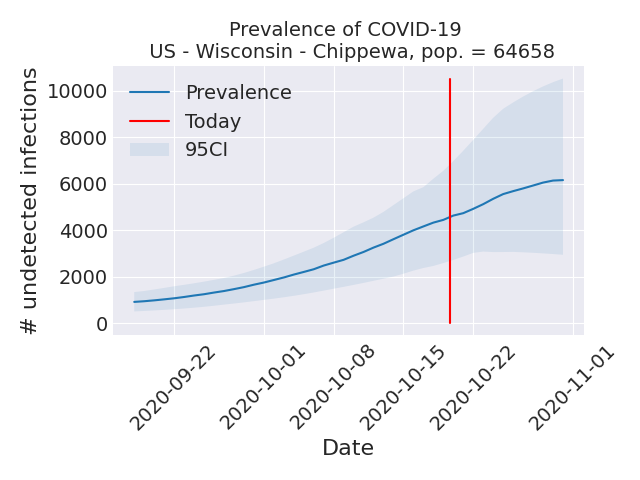 Prevalence of COVID-19
US - Wisconsin - Chippewa, pop. = 64658
# undetected infections
10000
8000
6000
4000
2000
0
Prevalence
Today
95CI
2020-09-22
2020-10-01
2020-10-08
2020-10-15
2020-10-22
2020-11-01
Date